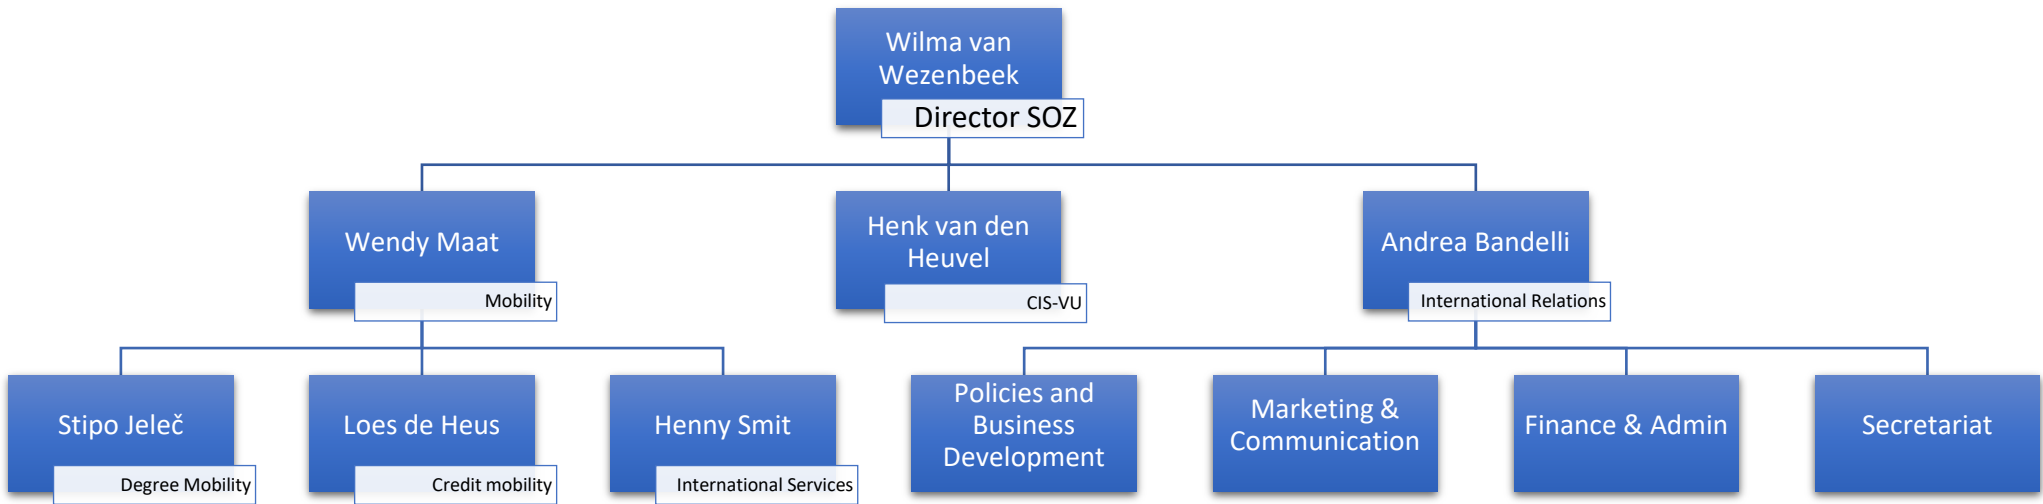 Wilma van
Wezenbeek
Director SOZ
Wendy Maat
Mobility
Henk van den
Heuvel
CIS-VU
Andrea Bandelli
International Relations
Stipo Jeleč
Degree Mobility
Loes de Heus
Credit mobility
Henny Smit
International Services
Policies and
Business
Development
Marketing &
Communication
Finance & Admin
Secretariat